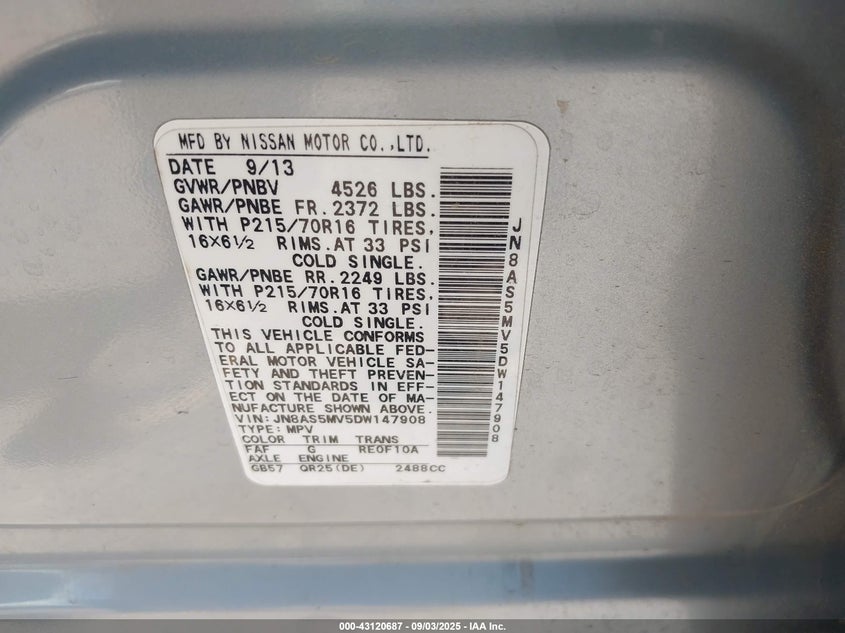 MFD BY NISSAN MOTOR CO.,LTD.
DATE 9/13
GVWR/PNBV 4526 LBS.
GAWR/PNBE FR.2372 LBS.
WITH P215/70R16 TIRES,
16X6½ RIMS.AT 33 PSI
COLD SINGLE.
GAWR/PNBE RR.2249 LBS.
WITH P215/70R16 TIRES,
16X6½ RIMS.AT 33 PSI
COLD SINGLE.
THIS VEHICLE CONFORMS
TO ALL APPLICABLE FED-
ERAL MOTOR VEHICLE SA-
FETY AND THEFT PREVEN-
TION STANDARDS IN EFF-
ECT ON THE DATE OF MA-
NUFACTURE SHOWN ABOVE.
VIN:JN8AS5MV5DW147908
TYPE:MPV
COLOR TRIM TRANS
FAF G RE0F10A
AXLE ENGINE
GB57 QR25(DE) 2488CC
JN8AS5MV5DW147908
000-43120687 - 09/03/2025 - IAA Inc.